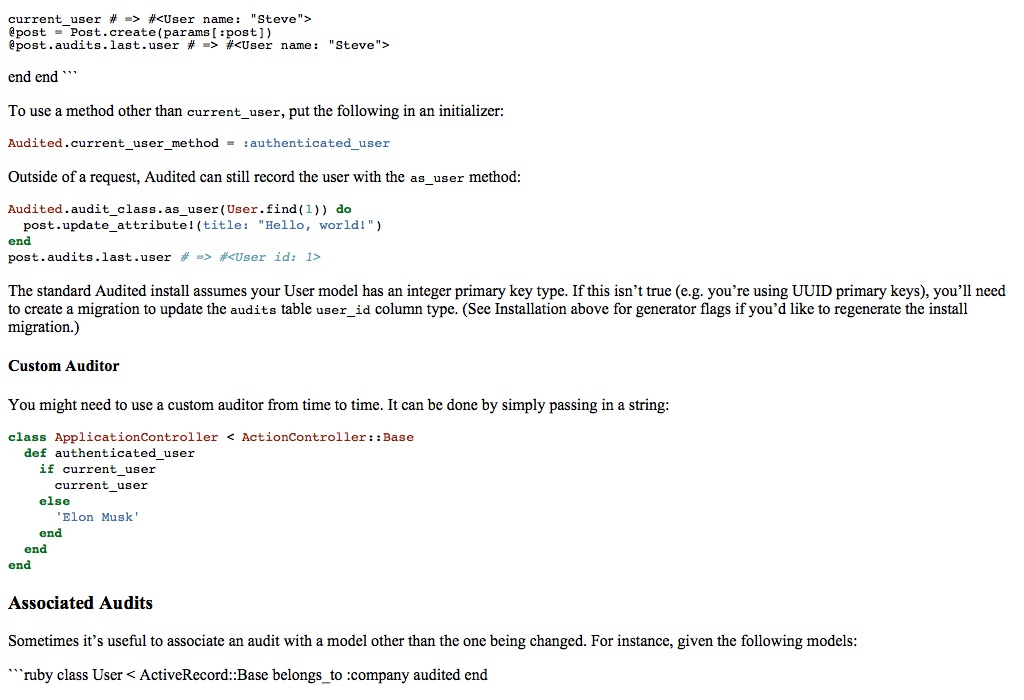 current_user # => #<User name: "Steve">
@post = Post.create(params[:post])
@post.audits.last.user # => #<User name: "Steve">
end end ```
To use a method other than current_user, put the following in an initializer:
Audited.current_user_method = :authenticated_user
Outside of a request, Audited can still record the user with the as_user method:
Audited.audit_class.as_user(User.find(1)) do
  post.update_attribute!(title: "Hello, world!")
end
post.audits.last.user # => #<User id: 1>
The standard Audited install assumes your User model has an integer primary key type. If this isn’t true (e.g. you’re using UUID primary keys), you’ll need
to create a migration to update the audits table user_id column type. (See Installation above for generator flags if you’d like to regenerate the install
migration.)
Custom Auditor
You might need to use a custom auditor from time to time. It can be done by simply passing in a string:
class ApplicationController < ActionController::Base
  def authenticated_user
    if current_user
      current_user
    else
      'Elon Musk'
    end
  end
end
Associated Audits
Sometimes it’s useful to associate an audit with a model other than the one being changed. For instance, given the following models:
```ruby class User < ActiveRecord::Base belongs_to :company audited end